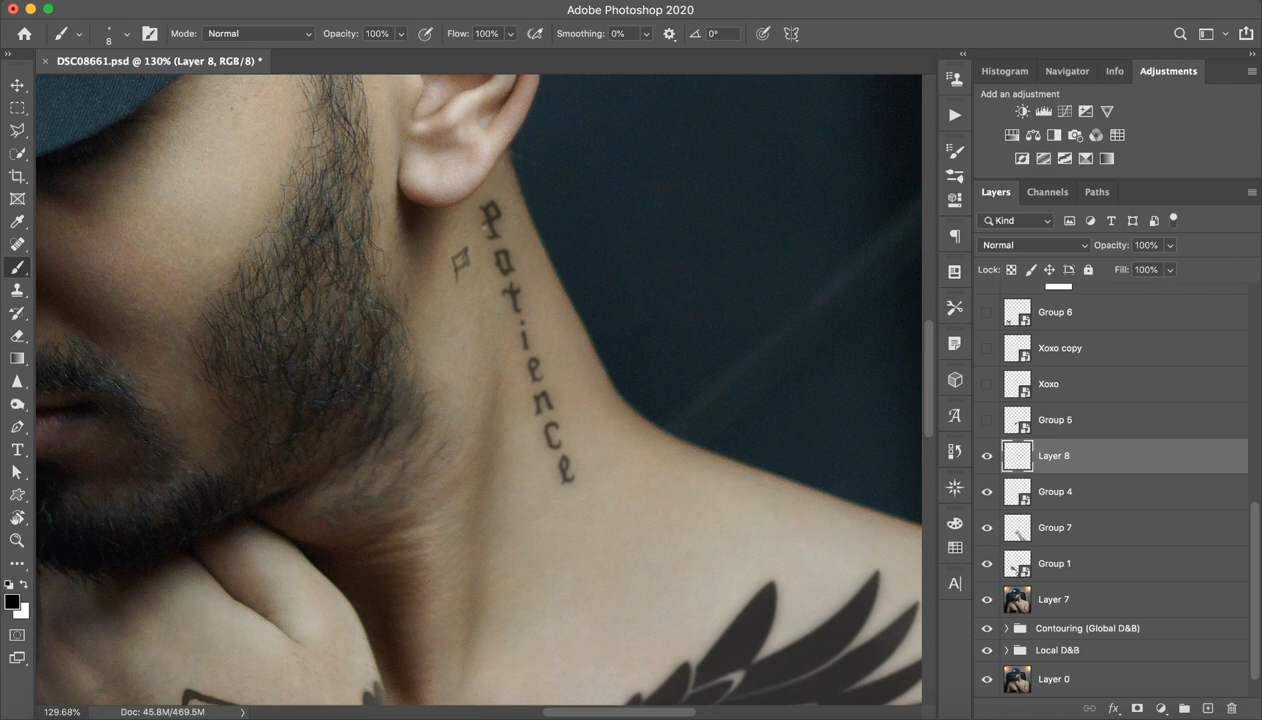 Adobe Photoshop 2020
8 Mode: Normal Opacity: 100% Flow: 100% Smoothing: 0% 0°
× DSC08661.psd @ 130% (Layer 8, RGB/8) *
Histogram Navigator Info Adjustments
Add an adjustment
Layers Channels Paths
Kind
Normal Opacity: 100%
Lock: Fill: 100%
Group 6
Xoxo copy
Xoxo
Group 5
Layer 8
Group 4
Group 7
Group 1
Layer 7
Contouring (Global D&B)
Local D&B
Layer 0
Patience
P
129.68% Doc: 45.8M/469.5M